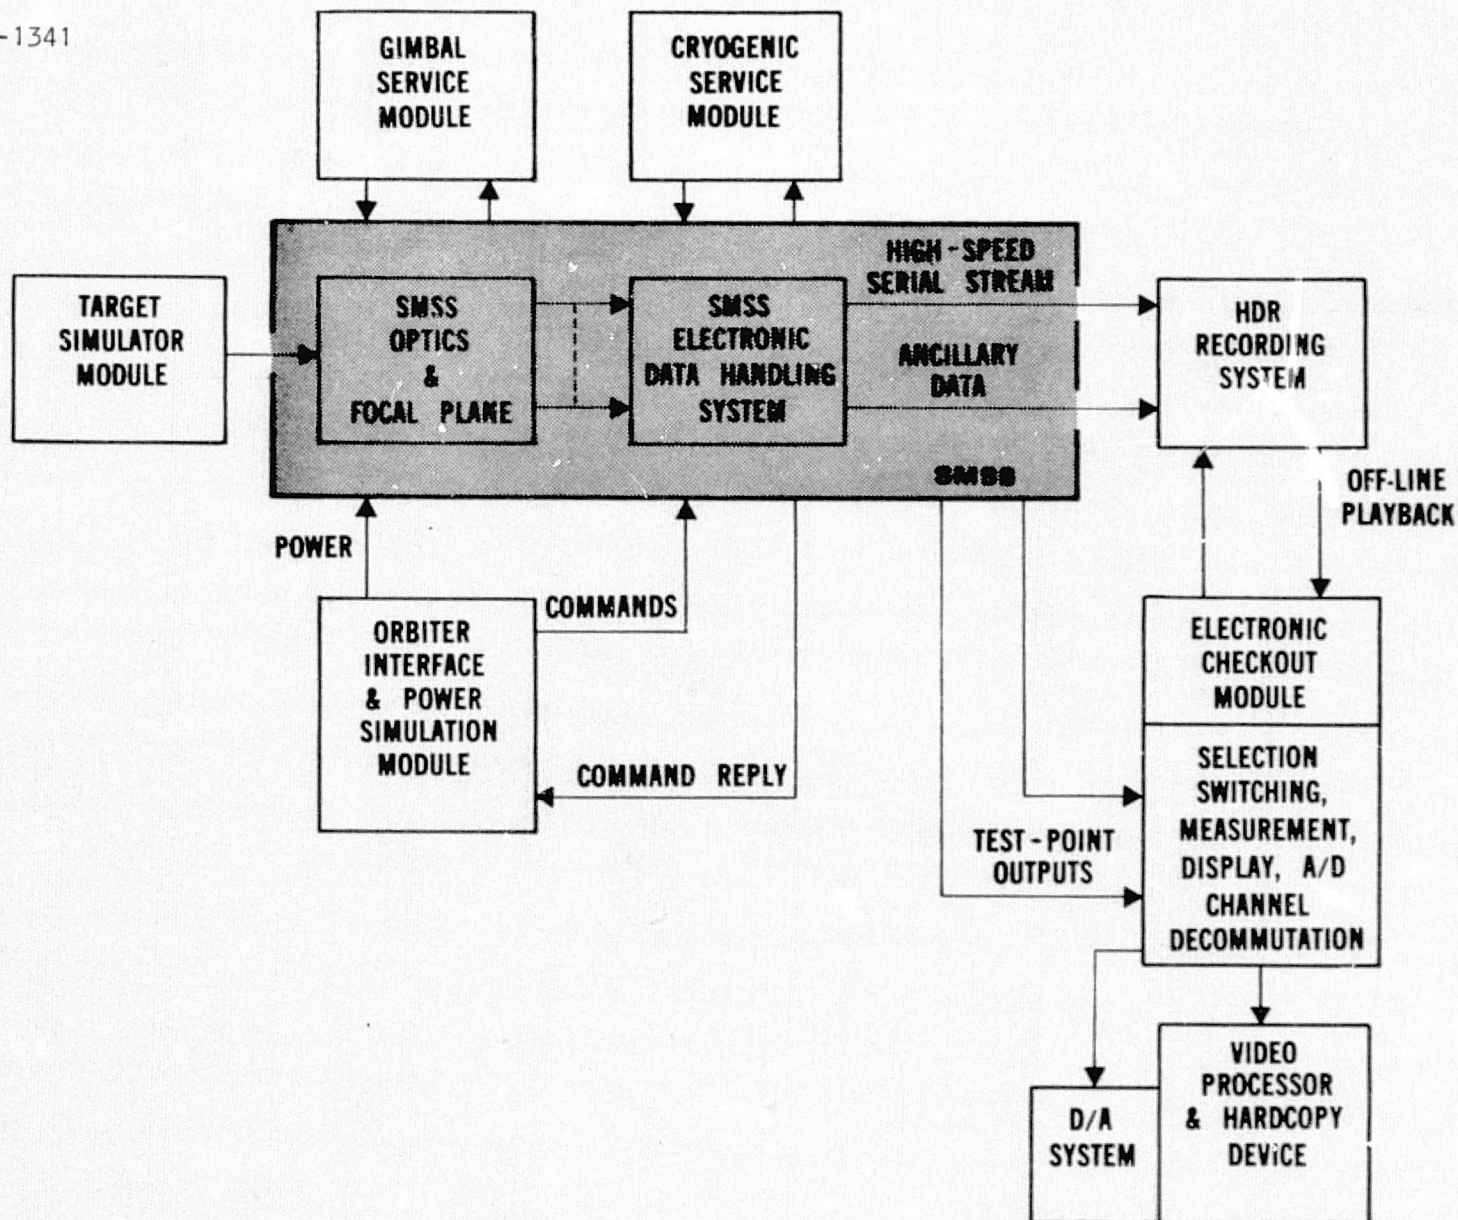 -1341
GIMBAL
SERVICE
MODULE
CRYOGENIC
SERVICE
MODULE
TARGET
SIMULATOR
MODULE
SMSS
OPTICS
&
FOCAL PLANE
SMSS
ELECTRONIC
DATA HANDLING
SYSTEM
HIGH-SPEED
SERIAL STREAM
ANCILLARY
DATA
SMSS
HDR
RECORDING
SYSTEM
OFF-LINE
PLAYBACK
POWER
COMMANDS
ORBITER
INTERFACE
& POWER
SIMULATION
MODULE
COMMAND REPLY
TEST-POINT
OUTPUTS
ELECTRONIC
CHECKOUT
MODULE
SELECTION
SWITCHING,
MEASUREMENT,
DISPLAY, A/D
CHANNEL
DECOMMUTATION
D/A
SYSTEM
VIDEO
PROCESSOR
& HARDCOPY
DEViCE